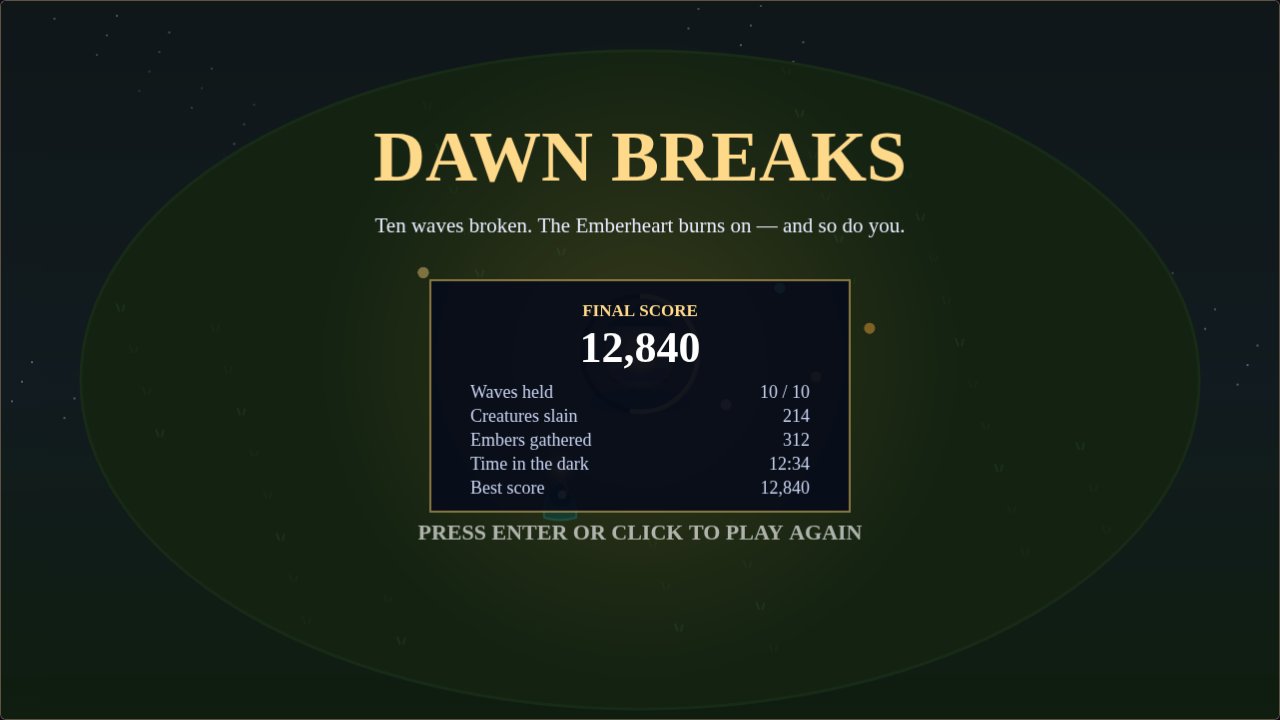 DAWN BREAKS
Ten waves broken. The Emberheart burns on — and so do you.
FINAL SCORE
12,840
Waves held 10 / 10
Creatures slain 214
Embers gathered 312
Time in the dark 12:34
Best score 12,840
PRESS ENTER OR CLICK TO PLAY AGAIN